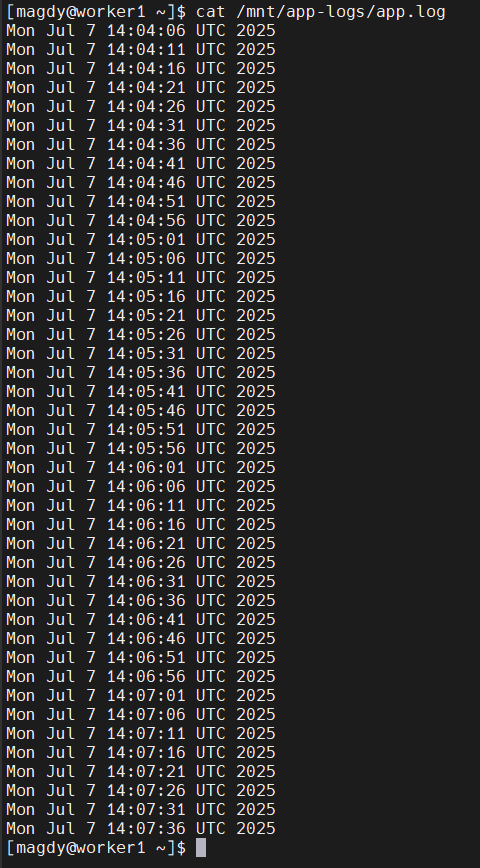 [magdy@worker1 ~]$ cat /mnt/app-logs/app.log
Mon Jul 7 14:04:06 UTC 2025
Mon Jul 7 14:04:11 UTC 2025
Mon Jul 7 14:04:16 UTC 2025
Mon Jul 7 14:04:21 UTC 2025
Mon Jul 7 14:04:26 UTC 2025
Mon Jul 7 14:04:31 UTC 2025
Mon Jul 7 14:04:36 UTC 2025
Mon Jul 7 14:04:41 UTC 2025
Mon Jul 7 14:04:46 UTC 2025
Mon Jul 7 14:04:51 UTC 2025
Mon Jul 7 14:04:56 UTC 2025
Mon Jul 7 14:05:01 UTC 2025
Mon Jul 7 14:05:06 UTC 2025
Mon Jul 7 14:05:11 UTC 2025
Mon Jul 7 14:05:16 UTC 2025
Mon Jul 7 14:05:21 UTC 2025
Mon Jul 7 14:05:26 UTC 2025
Mon Jul 7 14:05:31 UTC 2025
Mon Jul 7 14:05:36 UTC 2025
Mon Jul 7 14:05:41 UTC 2025
Mon Jul 7 14:05:46 UTC 2025
Mon Jul 7 14:05:51 UTC 2025
Mon Jul 7 14:05:56 UTC 2025
Mon Jul 7 14:06:01 UTC 2025
Mon Jul 7 14:06:06 UTC 2025
Mon Jul 7 14:06:11 UTC 2025
Mon Jul 7 14:06:16 UTC 2025
Mon Jul 7 14:06:21 UTC 2025
Mon Jul 7 14:06:26 UTC 2025
Mon Jul 7 14:06:31 UTC 2025
Mon Jul 7 14:06:36 UTC 2025
Mon Jul 7 14:06:41 UTC 2025
Mon Jul 7 14:06:46 UTC 2025
Mon Jul 7 14:06:51 UTC 2025
Mon Jul 7 14:06:56 UTC 2025
Mon Jul 7 14:07:01 UTC 2025
Mon Jul 7 14:07:06 UTC 2025
Mon Jul 7 14:07:11 UTC 2025
Mon Jul 7 14:07:16 UTC 2025
Mon Jul 7 14:07:21 UTC 2025
Mon Jul 7 14:07:26 UTC 2025
Mon Jul 7 14:07:31 UTC 2025
Mon Jul 7 14:07:36 UTC 2025
[magdy@worker1 ~]$